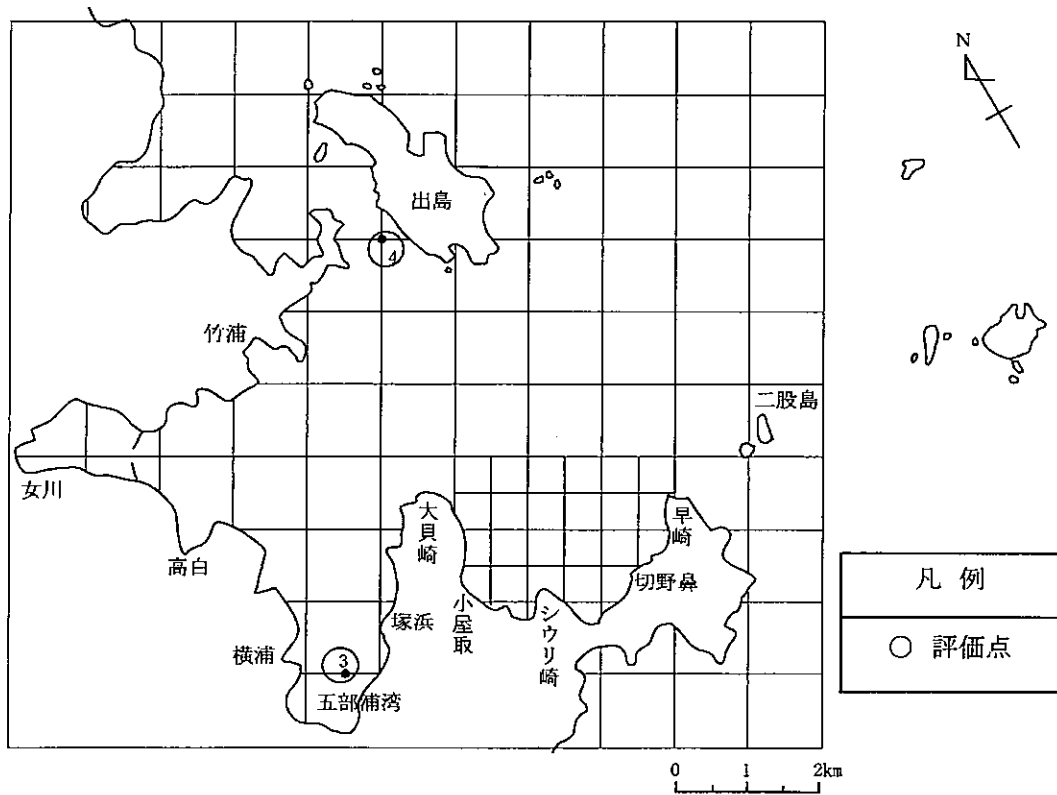 N
出島
4
竹浦
二股島
女川
大貝崎
早崎
高白
切野鼻
凡 例
塚浜
小屋取
シウリ崎
横浦
3
五部浦湾
○ 評価点
0 1 2km